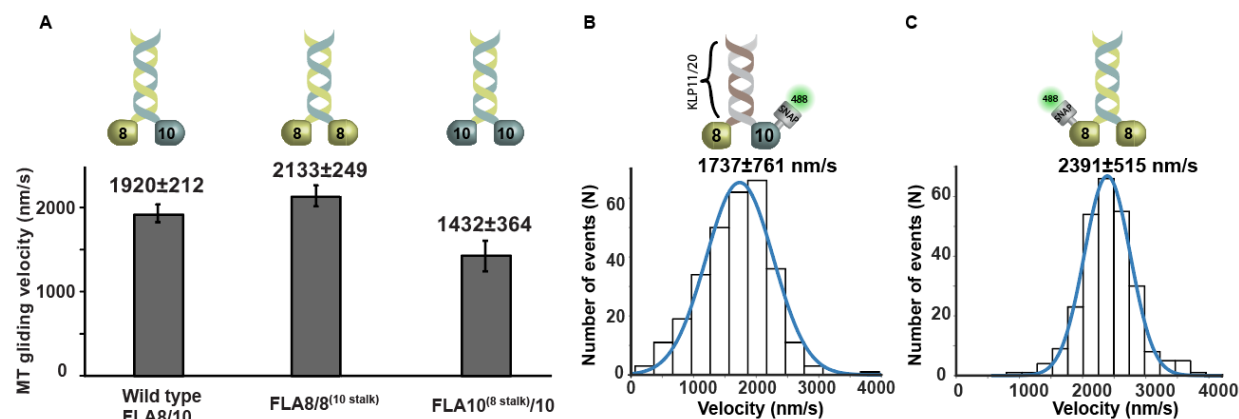 A
B
C
8
10
8
8
10
10
KLP11/20
8
10
SNAP
488
488
SNAP
8
8
MT gliding velocity (nm/s)
2000
1000
0
1920±212
2133±249
1432±364
Wild type
FLA8/10
FLA8/8(10 stalk)
FLA10(8 stalk)/10
1737±761 nm/s
Number of events (N)
60
40
20
0
0 1000 2000 3000 4000
Velocity (nm/s)
2391±515 nm/s
Number of events (N)
60
40
20
0
0 1000 2000 3000 4000
Velocity (nm/s)